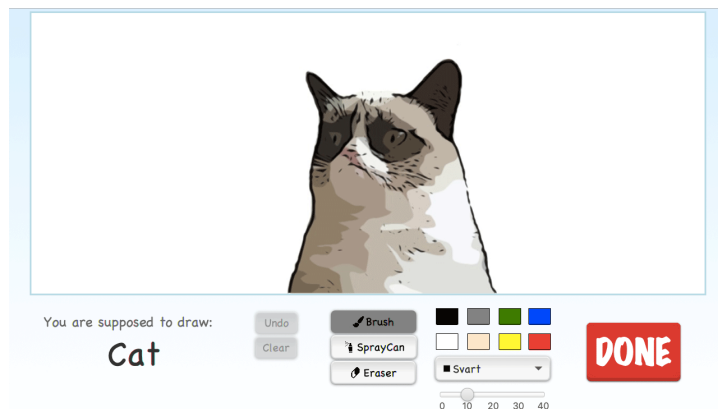 You are supposed to draw:
Cat
Undo
Clear
Brush
SprayCan
Eraser
Svart
0 10 20 30 40
DONE